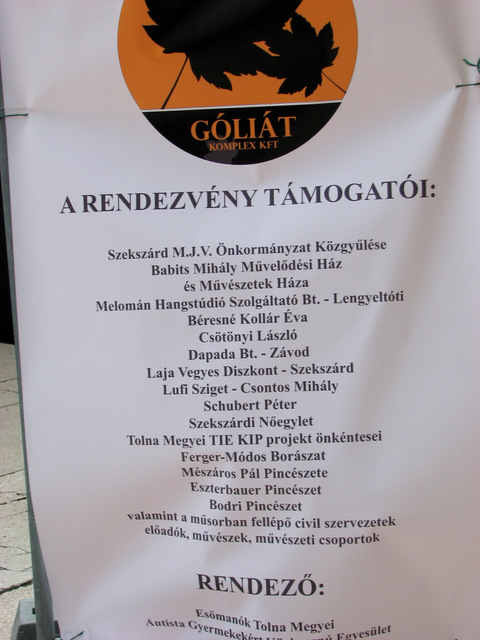 GÓLIÁT
KOMPLEX KFT
A RENDEZVÉNY TÁMOGATÓI:
Szekszárd M.J.V. Önkormányzat Közgyűlése
Babits Mihály Művelődési Ház
és Művészetek Háza
Melomán Hangstúdió Szolgáltató Bt. - Lengyeltóti
Béresné Kollár Éva
Csötönyi László
Dapada Bt. - Závod
Laja Vegyes Diszkont - Szekszárd
Lufi Sziget - Csontos Mihály
Schubert Péter
Szekszárdi Nőegylet
Tolna Megyei TIE KIP projekt önkéntesei
Ferger-Módos Borászat
Mészáros Pál Pincészete
Eszterbauer Pincészet
Bodri Pincészet
valamint a műsorban fellépő civil szervezetek
előadók, művészek, művészeti csoportok
RENDEZŐ:
Esőmanók Tolna Megyei
Autista Gyermekekért Egyesület